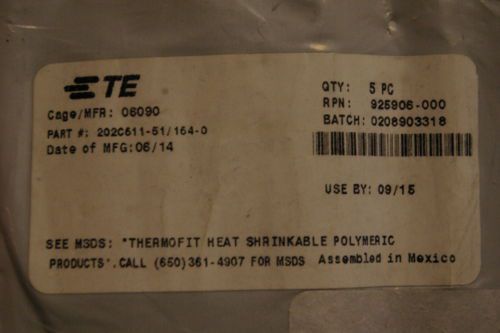 TE
QTY: 5 PC
Cage/MFR: 06090
RPN: 925906-000
PART #: 202C611-51/164-0
BATCH: 0208903318
Date of MFG:06/14
USE BY: 09/15
SEE MSDS: "THERMOFIT HEAT SHRINKABLE POLYMERIC
PRODUCTS".CALL (650)361-4907 FOR MSDS Assembled in Mexico